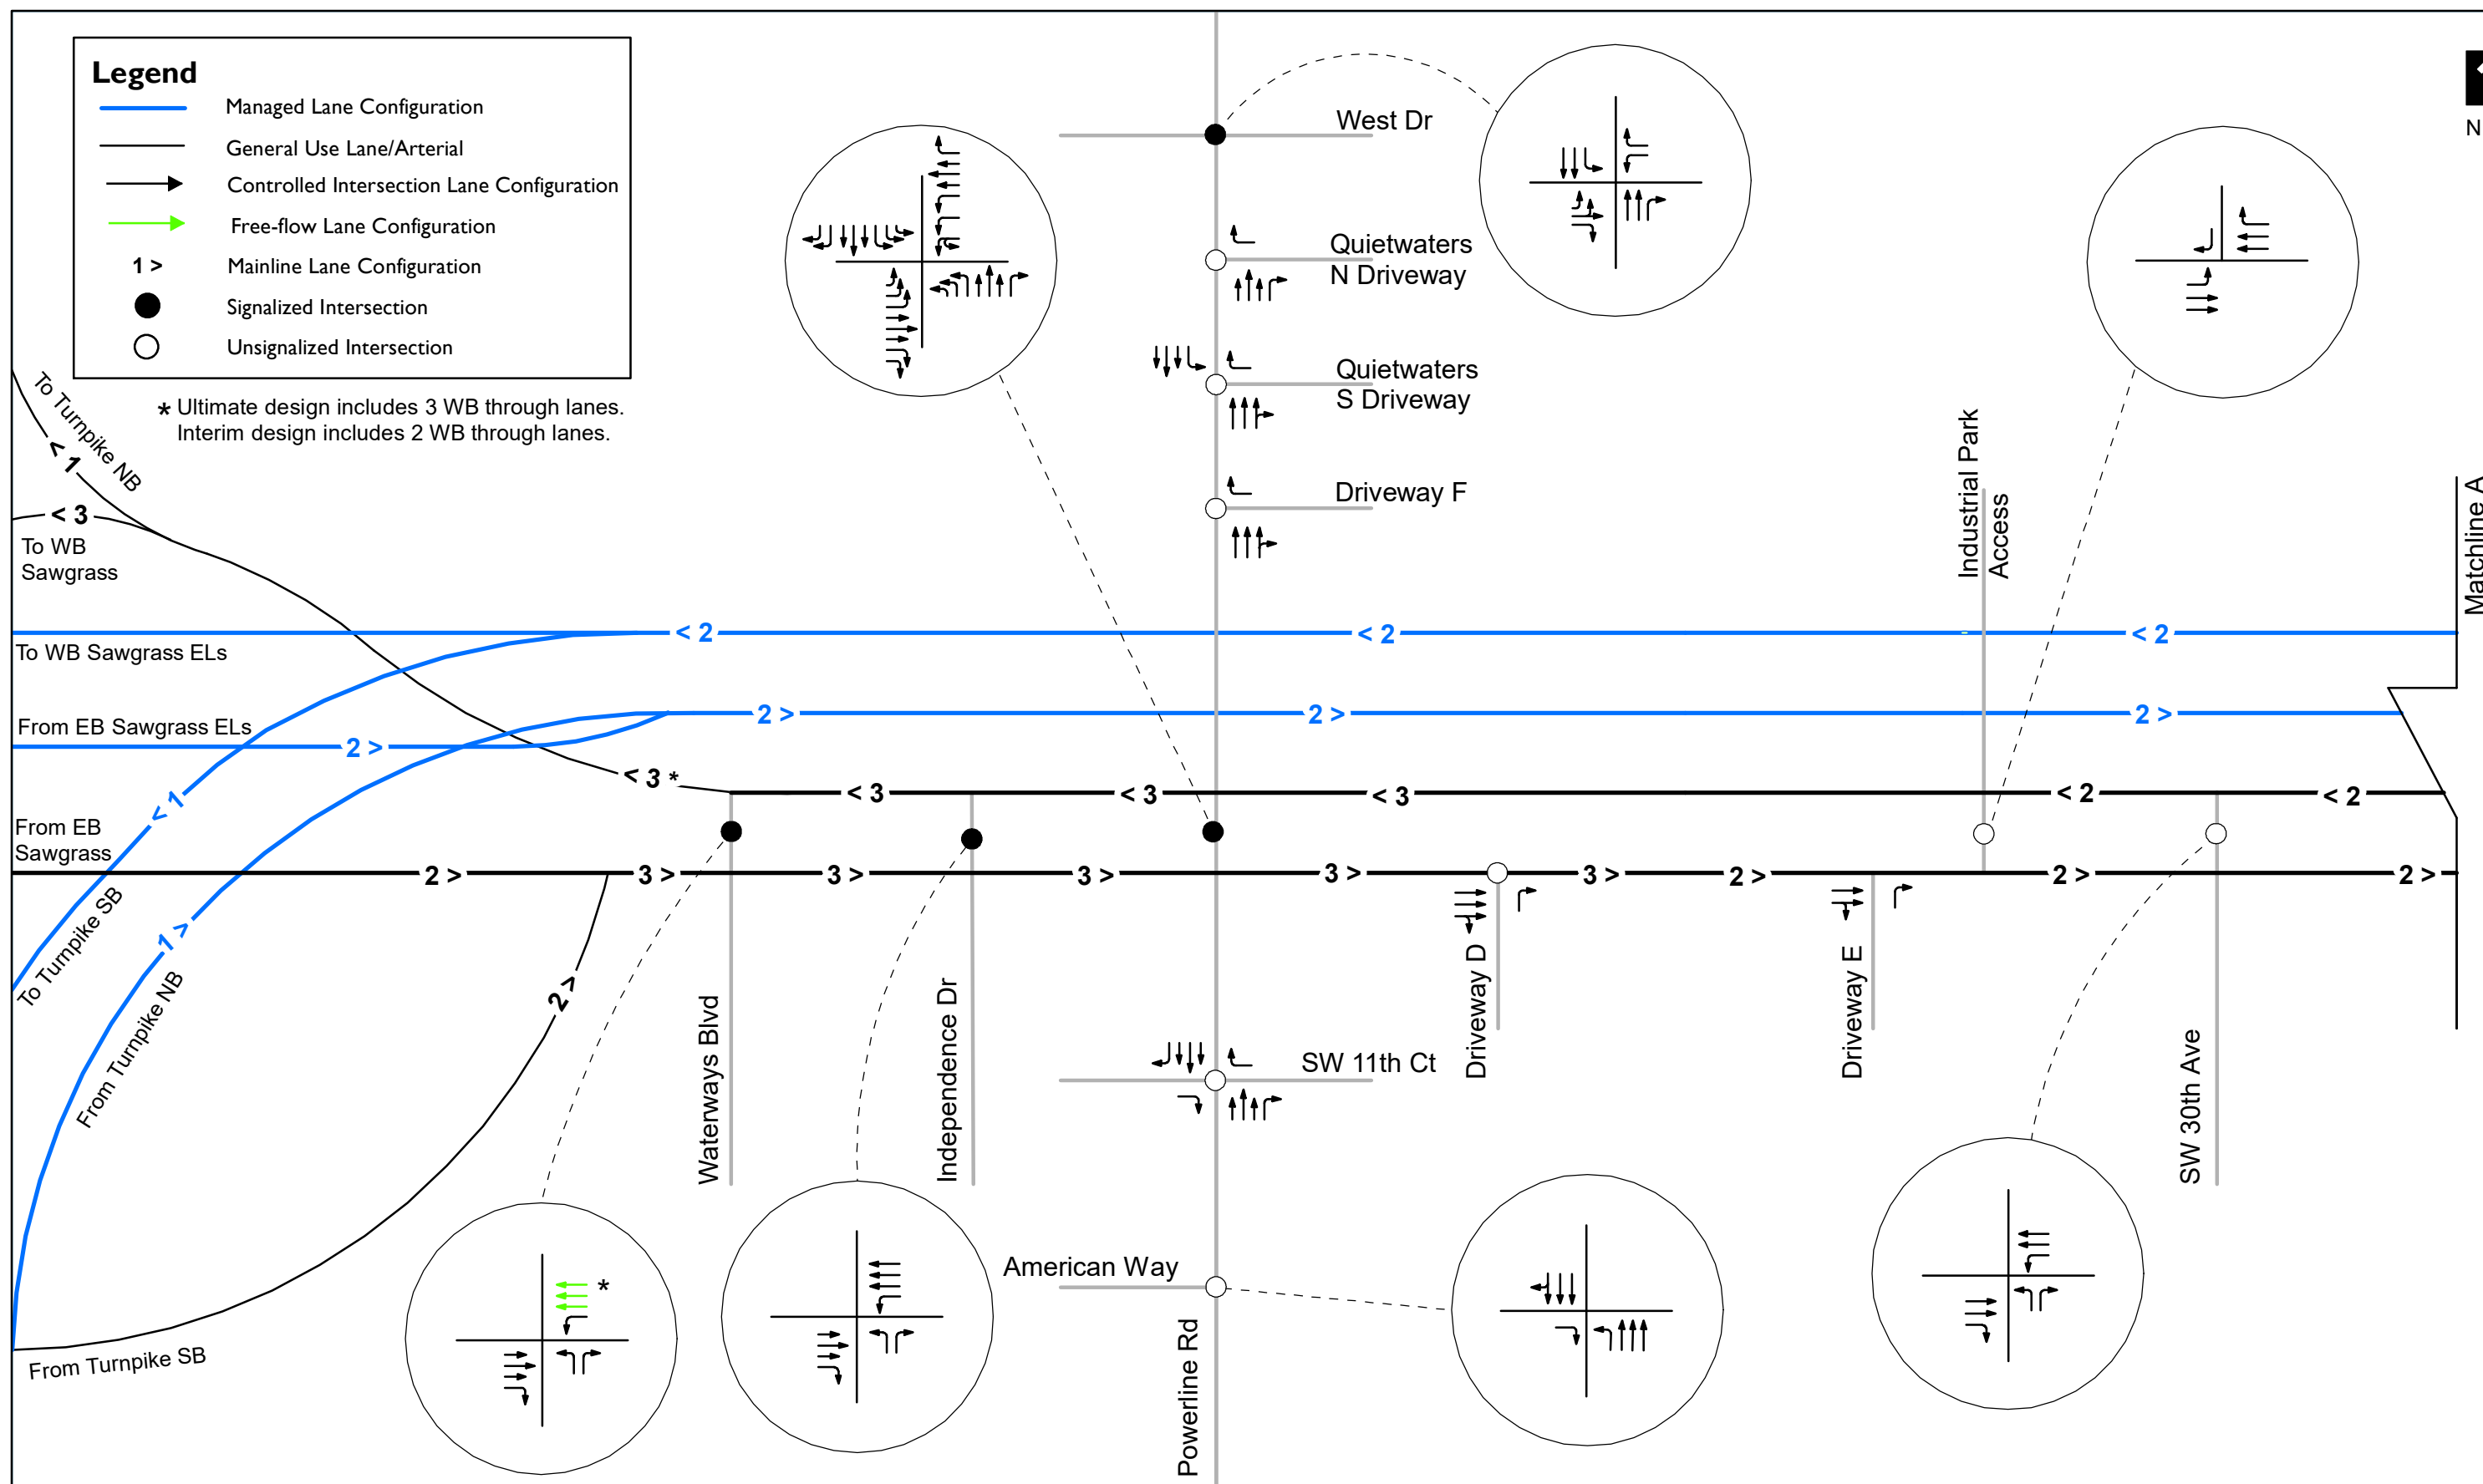 Legend
Managed Lane Configuration
General Use Lane/Arterial
Controlled Intersection Lane Configuration
Free-flow Lane Configuration
1 > Mainline Lane Configuration
Signalized Intersection
Unsignalized Intersection
* Ultimate design includes 3 WB through lanes.
Interim design includes 2 WB through lanes.
N
West Dr
Quietwaters
N Driveway
Quietwaters
S Driveway
Driveway F
Industrial Park
Access
Matchline A
To Turnpike NB
< 1
< 3
To WB
Sawgrass
< 2
< 2
< 2
To WB Sawgrass ELs
From EB Sawgrass ELs
2 >
2 >
2 >
2 >
< 3 *
< 3
< 3
< 3
< 2
< 2
< 1
From EB
Sawgrass
2 >
3 >
3 >
3 >
3 >
3 >
2 >
2 >
2 >
To Turnpike SB
1 >
From Turnpike NB
2 >
From Turnpike SB
Waterways Blvd
Independence Dr
SW 11th Ct
Driveway D
Driveway E
SW 30th Ave
American Way
Powerline Rd
*